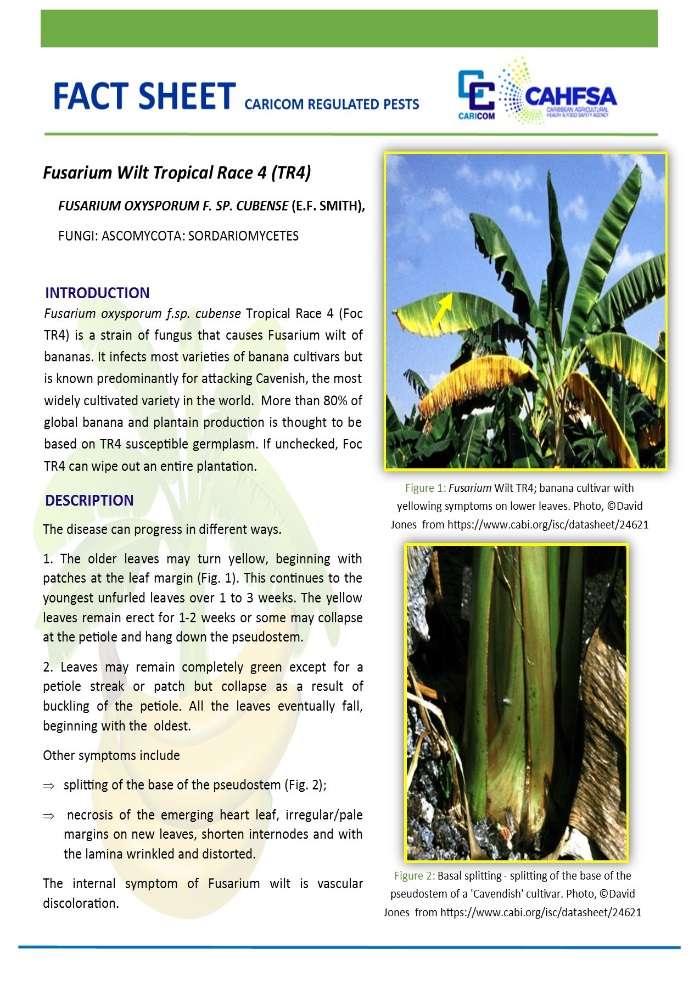 FACT SHEET CARICOM REGULATED PESTS
CARICOM
CAHFSA
CARIBBEAN AGRICULTURAL
HEALTH & FOOD SAFETY AGENCY
Fusarium Wilt Tropical Race 4 (TR4)
FUSARIUM OXYSPORUM F. SP. CUBENSE (E.F. SMITH),
FUNGI: ASCOMYCOTA: SORDARIOMYCETES
INTRODUCTION
Fusarium oxysporum f.sp. cubense Tropical Race 4 (Foc
TR4) is a strain of fungus that causes Fusarium wilt of
bananas. It infects most varieties of banana cultivars but
is known predominantly for attacking Cavenish, the most
widely cultivated variety in the world. More than 80% of
global banana and plantain production is thought to be
based on TR4 susceptible germplasm. If unchecked, Foc
TR4 can wipe out an entire plantation.
DESCRIPTION
The disease can progress in different ways.
1. The older leaves may turn yellow, beginning with
patches at the leaf margin (Fig. 1). This continues to the
youngest unfurled leaves over 1 to 3 weeks. The yellow
leaves remain erect for 1-2 weeks or some may collapse
at the petiole and hang down the pseudostem.
2. Leaves may remain completely green except for a
petiole streak or patch but collapse as a result of
buckling of the petiole. All the leaves eventually fall,
beginning with the oldest.
Other symptoms include
⇒ splitting of the base of the pseudostem (Fig. 2);
⇒ necrosis of the emerging heart leaf, irregular/pale
margins on new leaves, shorten internodes and with
the lamina wrinkled and distorted.
The internal symptom of Fusarium wilt is vascular
discoloration.
Figure 1: Fusarium Wilt TR4; banana cultivar with
yellowing symptoms on lower leaves. Photo, ©David
Jones from https://www.cabi.org/isc/datasheet/24621
Figure 2: Basal splitting - splitting of the base of the
pseudostem of a 'Cavendish' cultivar. Photo, ©David
Jones from https://www.cabi.org/isc/datasheet/24621